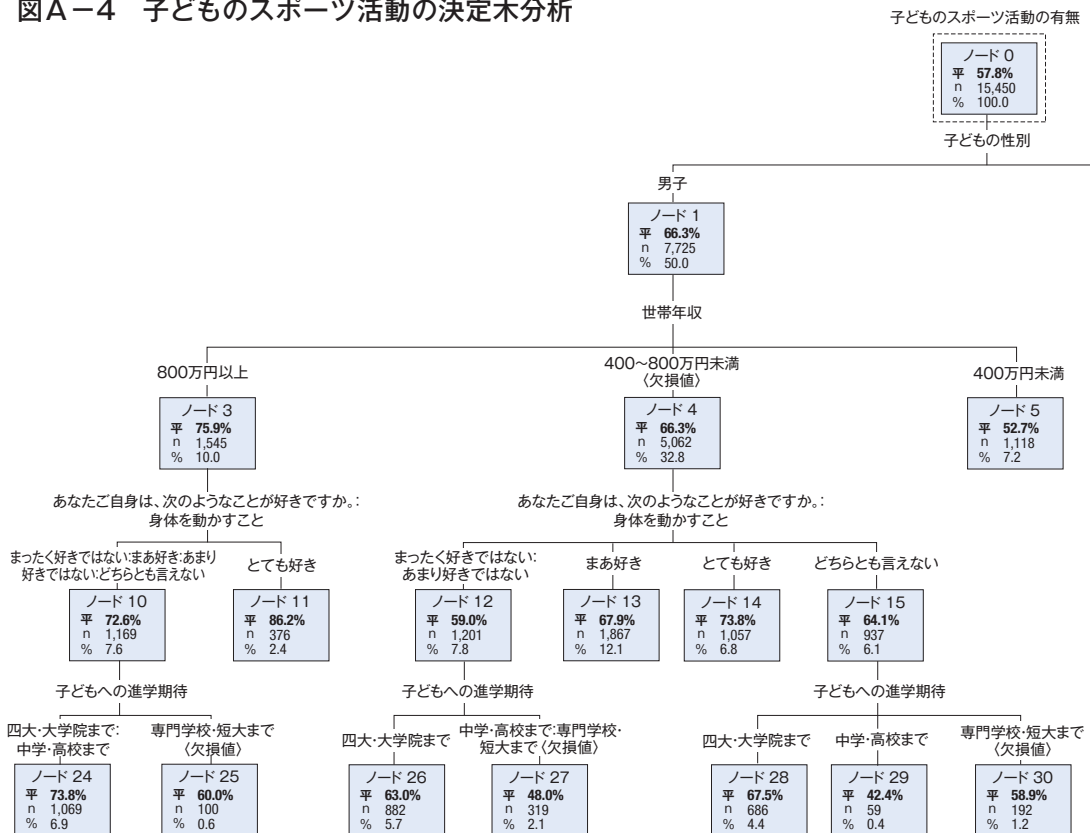 図A－4 子どものスポーツ活動の決定木分析
子どものスポーツ活動の有無
ノード 0
平 57.8%
n 15,450
% 100.0
子どもの性別
男子
ノード 1
平 66.3%
n 7,725
% 50.0
世帯年収
800万円以上
ノード 3
平 75.9%
n 1,545
% 10.0
400～800万円未満
〈欠損値〉
ノード 4
平 66.3%
n 5,062
% 32.8
400万円未満
ノード 5
平 52.7%
n 1,118
% 7.2
あなたご自身は、次のようなことが好きですか。:
身体を動かすこと
あなたご自身は、次のようなことが好きですか。:
身体を動かすこと
まったく好きではない:まあ好き:あまり
好きではない:どちらとも言えない
ノード 10
平 72.6%
n 1,169
% 7.6
とても好き
ノード 11
平 86.2%
n 376
% 2.4
まったく好きではない:
あまり好きではない
ノード 12
平 59.0%
n 1,201
% 7.8
まあ好き
ノード 13
平 67.9%
n 1,867
% 12.1
とても好き
ノード 14
平 73.8%
n 1,057
% 6.8
どちらとも言えない
ノード 15
平 64.1%
n 937
% 6.1
子どもへの進学期待
子どもへの進学期待
子どもへの進学期待
四大・大学院まで:
中学・高校まで
ノード 24
平 73.8%
n 1,069
% 6.9
専門学校・短大まで
〈欠損値〉
ノード 25
平 60.0%
n 100
% 0.6
四大・大学院まで
ノード 26
平 63.0%
n 882
% 5.7
中学・高校まで:専門学校・
短大まで〈欠損値〉
ノード 27
平 48.0%
n 319
% 2.1
四大・大学院まで
ノード 28
平 67.5%
n 686
% 4.4
中学・高校まで
ノード 29
平 42.4%
n 59
% 0.4
専門学校・短大まで
〈欠損値〉
ノード 30
平 58.9%
n 192
% 1.2